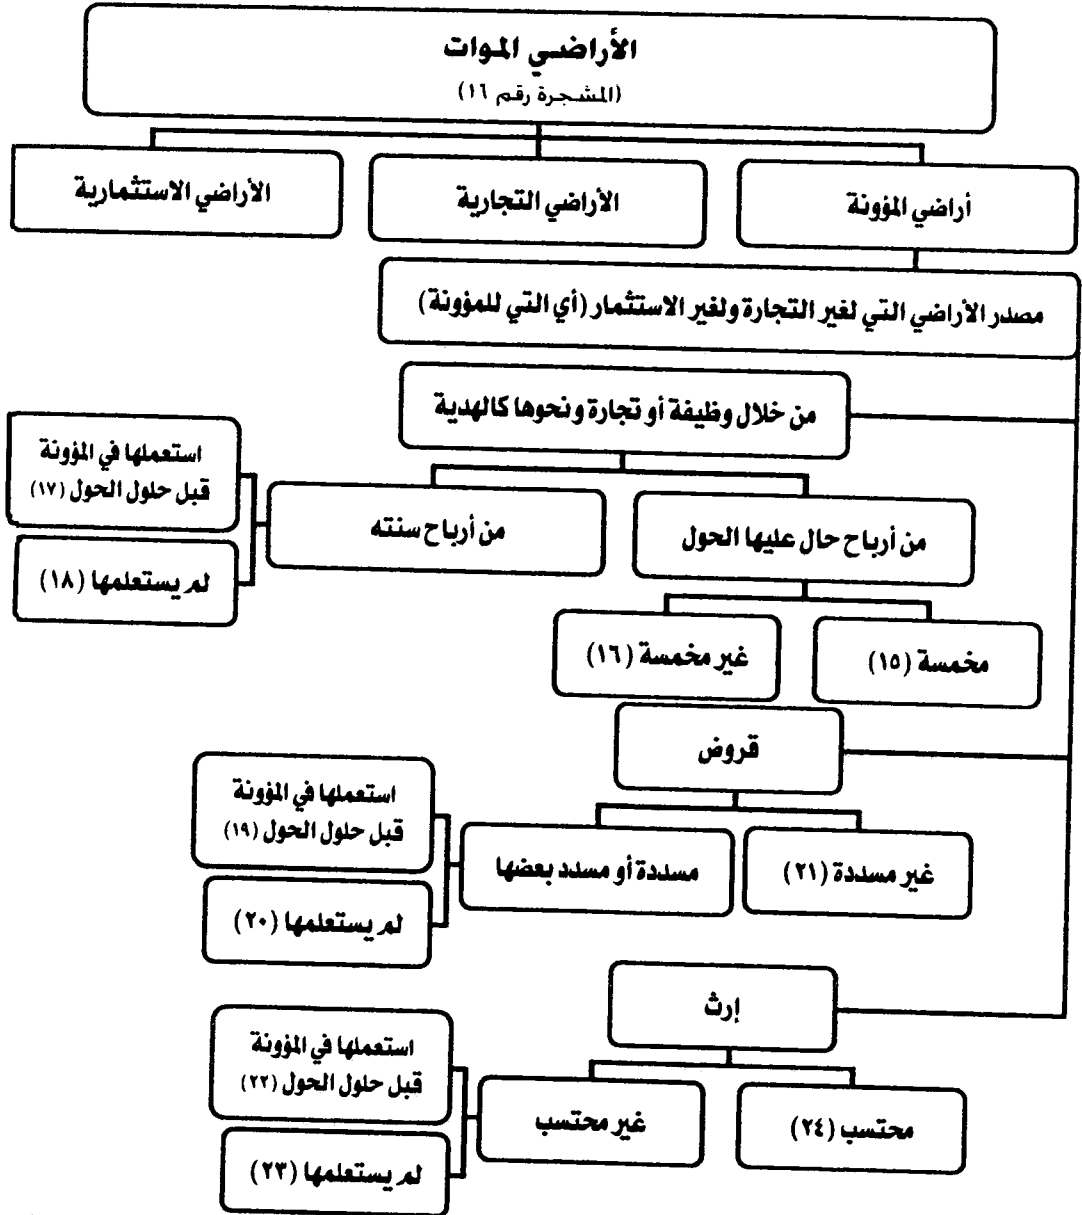 الأراضي الموات
(المشجرة رقم ١٦)
أراضي المؤونة
الأراضي التجارية
الأراضي الاستثمارية
مصدر الأراضي التي لغير التجارة ولغير الاستثمار (أي التي للمؤونة)
من خلال وظيفة أو تجارة ونحوها كالهدية
من أرباح حال عليها الحول
من أرباح سنته
استعملها في المؤونة
قبل حلول الحول (١٧)
لم يستعلمها (١٨)
مخمسة (١٥)
غير مخمسة (١٦)
قروض
غير مسددة (٢١)
مسددة أو مسدد بعضها
استعملها في المؤونة
قبل حلول الحول (١٩)
لم يستعلمها (٢٠)
إرث
محتسب (٢٤)
غير محتسب
استعملها في المؤونة
قبل حلول الحول (٢٢)
لم يستعلمها (٢٣)